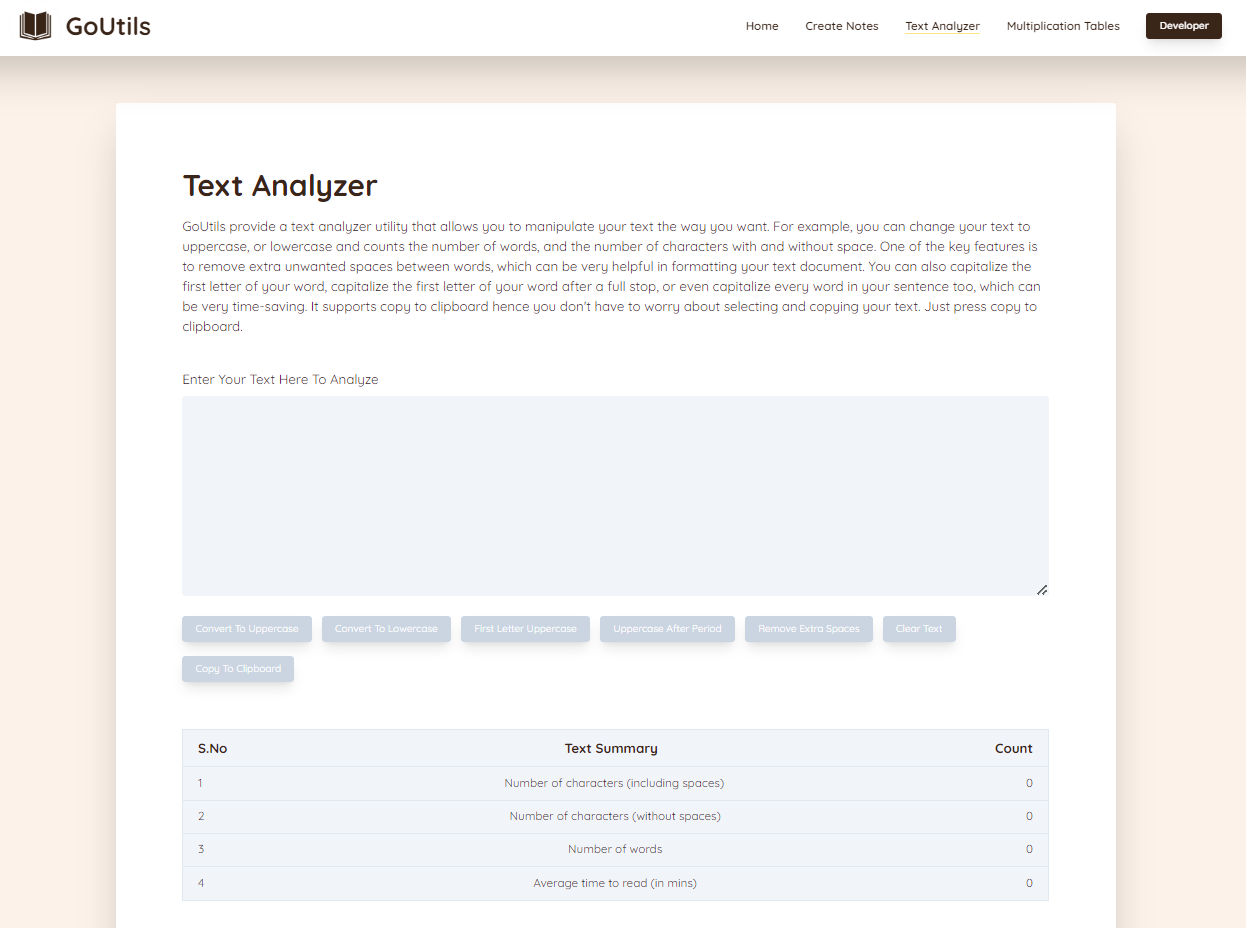 GoUtils
Home Create Notes Text Analyzer Multiplication Tables Developer
Text Analyzer
GoUtils provide a text analyzer utility that allows you to manipulate your text the way you want. For example, you can change your text to
uppercase, or lowercase and counts the number of words, and the number of characters with and without space. One of the key features is
to remove extra unwanted spaces between words, which can be very helpful in formatting your text document. You can also capitalize the
first letter of your word, capitalize the first letter of your word after a full stop, or even capitalize every word in your sentence too, which can
be very time-saving. It supports copy to clipboard hence you don't have to worry about selecting and copying your text. Just press copy to
clipboard.
Enter Your Text Here To Analyze
Convert To Uppercase Convert To Lowercase First Letter Uppercase Uppercase After Period Remove Extra Spaces Clear Text
Copy To Clipboard
S.No Text Summary Count
1 Number of characters (including spaces) 0
2 Number of characters (without spaces) 0
3 Number of words 0
4 Average time to read (in mins) 0